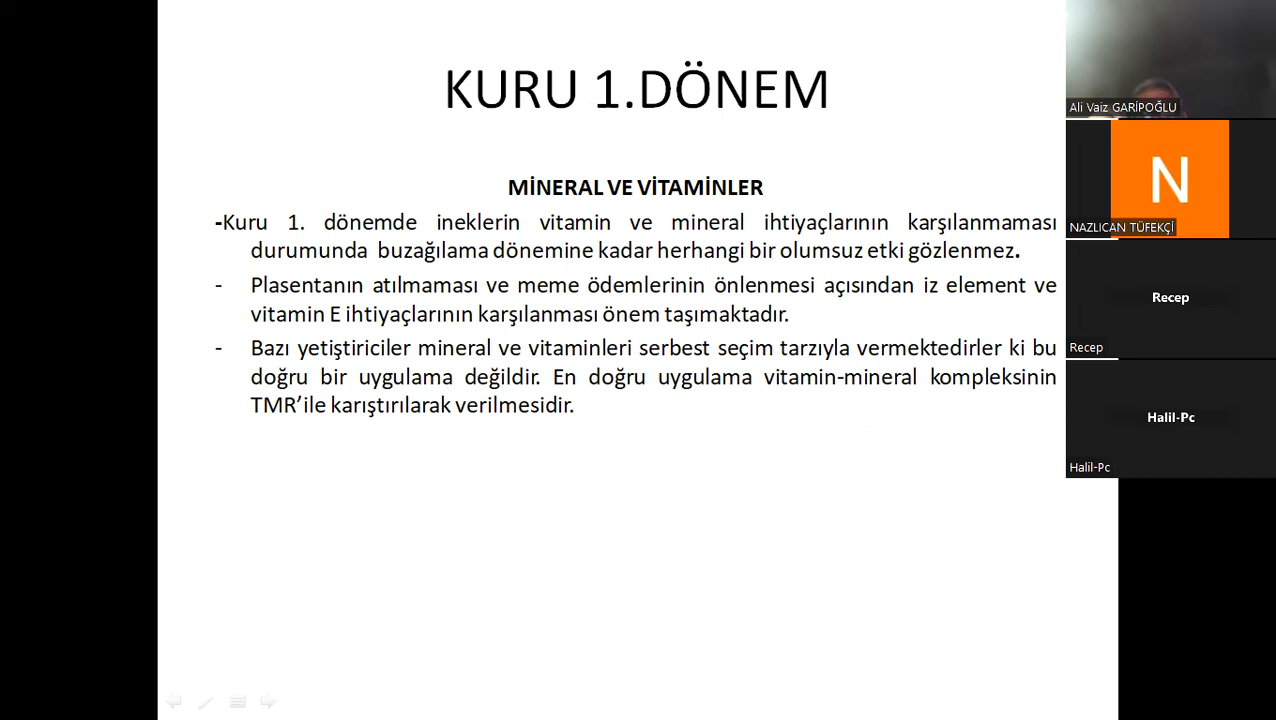 KURU 1.DÖNEM
MİNERAL VE VİTAMİNLER
-Kuru 1. dönemde ineklerin vitamin ve mineral ihtiyaçlarının karşılanmaması
durumunda buzağılama dönemine kadar herhangi bir olumsuz etki gözlenmez.
- Plasentanın atılmaması ve meme ödemlerinin önlenmesi açısından iz element ve
vitamin E ihtiyaçlarının karşılanması önem taşımaktadır.
- Bazı yetiştiriciler mineral ve vitaminleri serbest seçim tarzıyla vermektedirler ki bu
doğru bir uygulama değildir. En doğru uygulama vitamin-mineral kompleksinin
TMR’ile karıştırılarak verilmesidir.
Ali Vaiz GARİPOĞLU
N
NAZLICAN TÜFEKÇİ
Recep
Recep
Halil-Pc
Halil-Pc